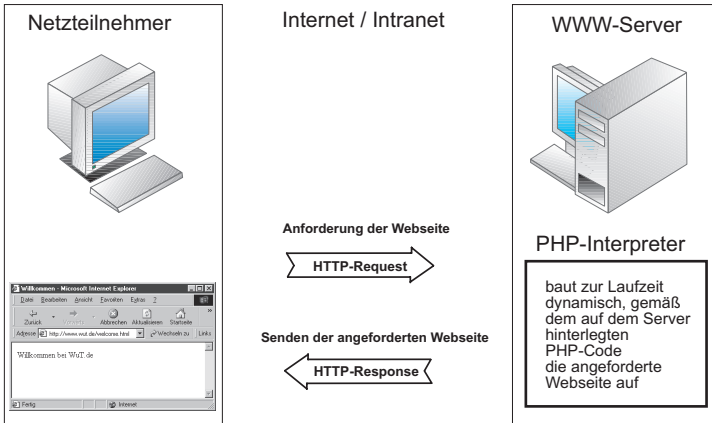 Netzteilnehmer
Internet / Intranet
WWW-Server
Anforderung der Webseite
HTTP-Request
Senden der angeforderten Webseite
HTTP-Response
PHP-Interpreter
baut zur Laufzeit
dynamisch, gemäß
dem auf dem Server
hinterlegten
PHP-Code
die angeforderte
Webseite auf
Willkommen - Microsoft Internet Explorer
Datei Bearbeiten Ansicht Favoriten Extras ?
Zurück Abbrechen Aktualisieren Startseite
Adresse http://www.wut.de/welcome.html Wechseln zu Links
Willkommen bei WuT.de
Fertig Internet